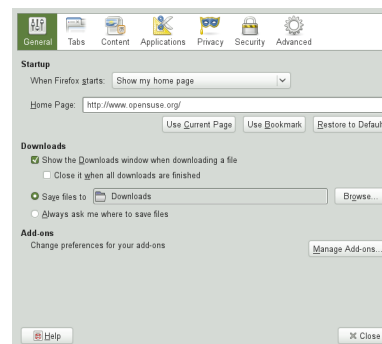 General Tabs Content Applications Privacy Security Advanced
Startup
When Firefox starts: Show my home page
Home Page: http://www.opensuse.org/
Use Current Page Use Bookmark Restore to Default
Downloads
Show the Downloads window when downloading a file
Close it when all downloads are finished
Save files to Downloads Browse...
Always ask me where to save files
Add-ons
Change preferences for your add-ons
Manage Add-ons...
Help Close